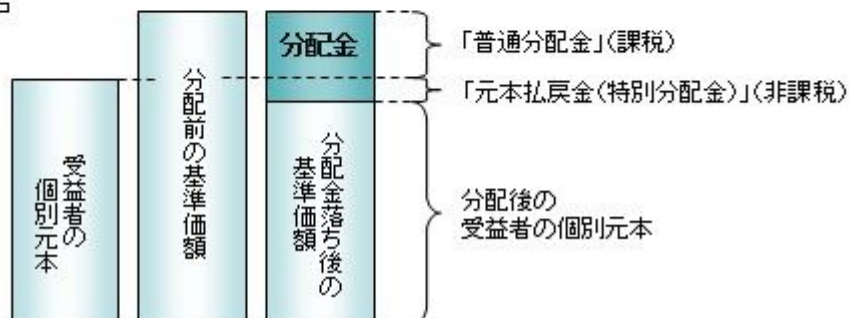 受益者の
個別元本
分配前の基準価額
分配金
分配金落ち後の
基準価額
「普通分配金」(課税)
「元本払戻金(特別分配金)」(非課税)
分配後の
受益者の個別元本